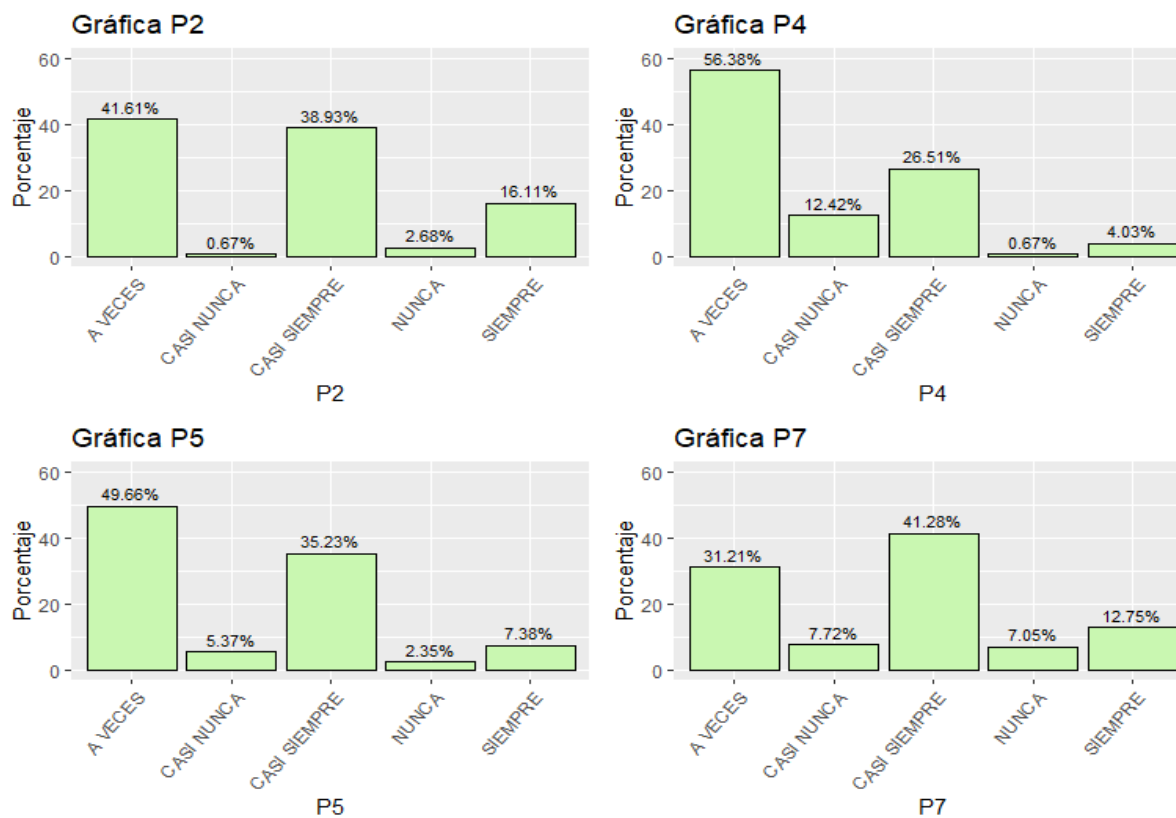 Gráfica P2
Porcentaje
60
40
20
0
41.61%
0.67%
38.93%
2.68%
16.11%
A VECES
CASI NUNCA
CASI SIEMPRE
NUNCA
SIEMPRE
P2
Gráfica P4
Porcentaje
60
40
20
0
56.38%
12.42%
26.51%
0.67%
4.03%
A VECES
CASI NUNCA
CASI SIEMPRE
NUNCA
SIEMPRE
P4
Gráfica P5
Porcentaje
60
40
20
0
49.66%
5.37%
35.23%
2.35%
7.38%
A VECES
CASI NUNCA
CASI SIEMPRE
NUNCA
SIEMPRE
P5
Gráfica P7
Porcentaje
60
40
20
0
31.21%
7.72%
41.28%
7.05%
12.75%
A VECES
CASI NUNCA
CASI SIEMPRE
NUNCA
SIEMPRE
P7